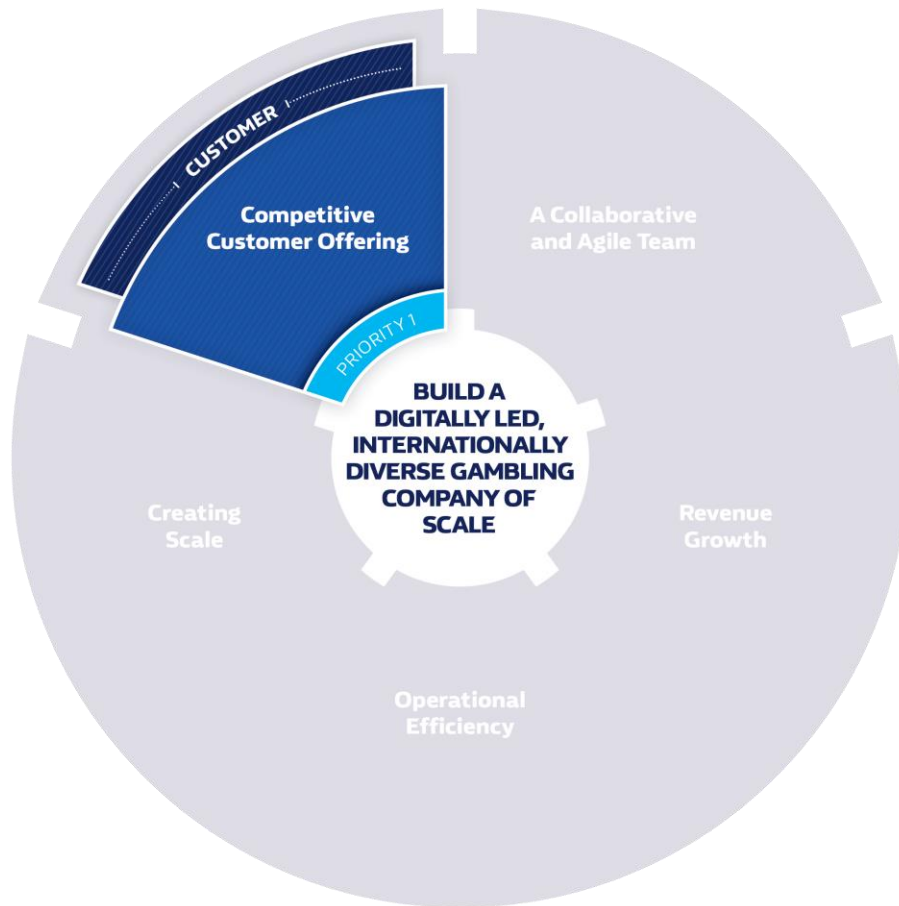 CUSTOMER
Competitive
Customer Offering
PRIORITY 1
A Collaborative
and Agile Team
BUILD A
DIGITALLY LED,
INTERNATIONALLY
DIVERSE GAMBLING
COMPANY OF
SCALE
Creating
Scale
Revenue
Growth
Operational
Efficiency